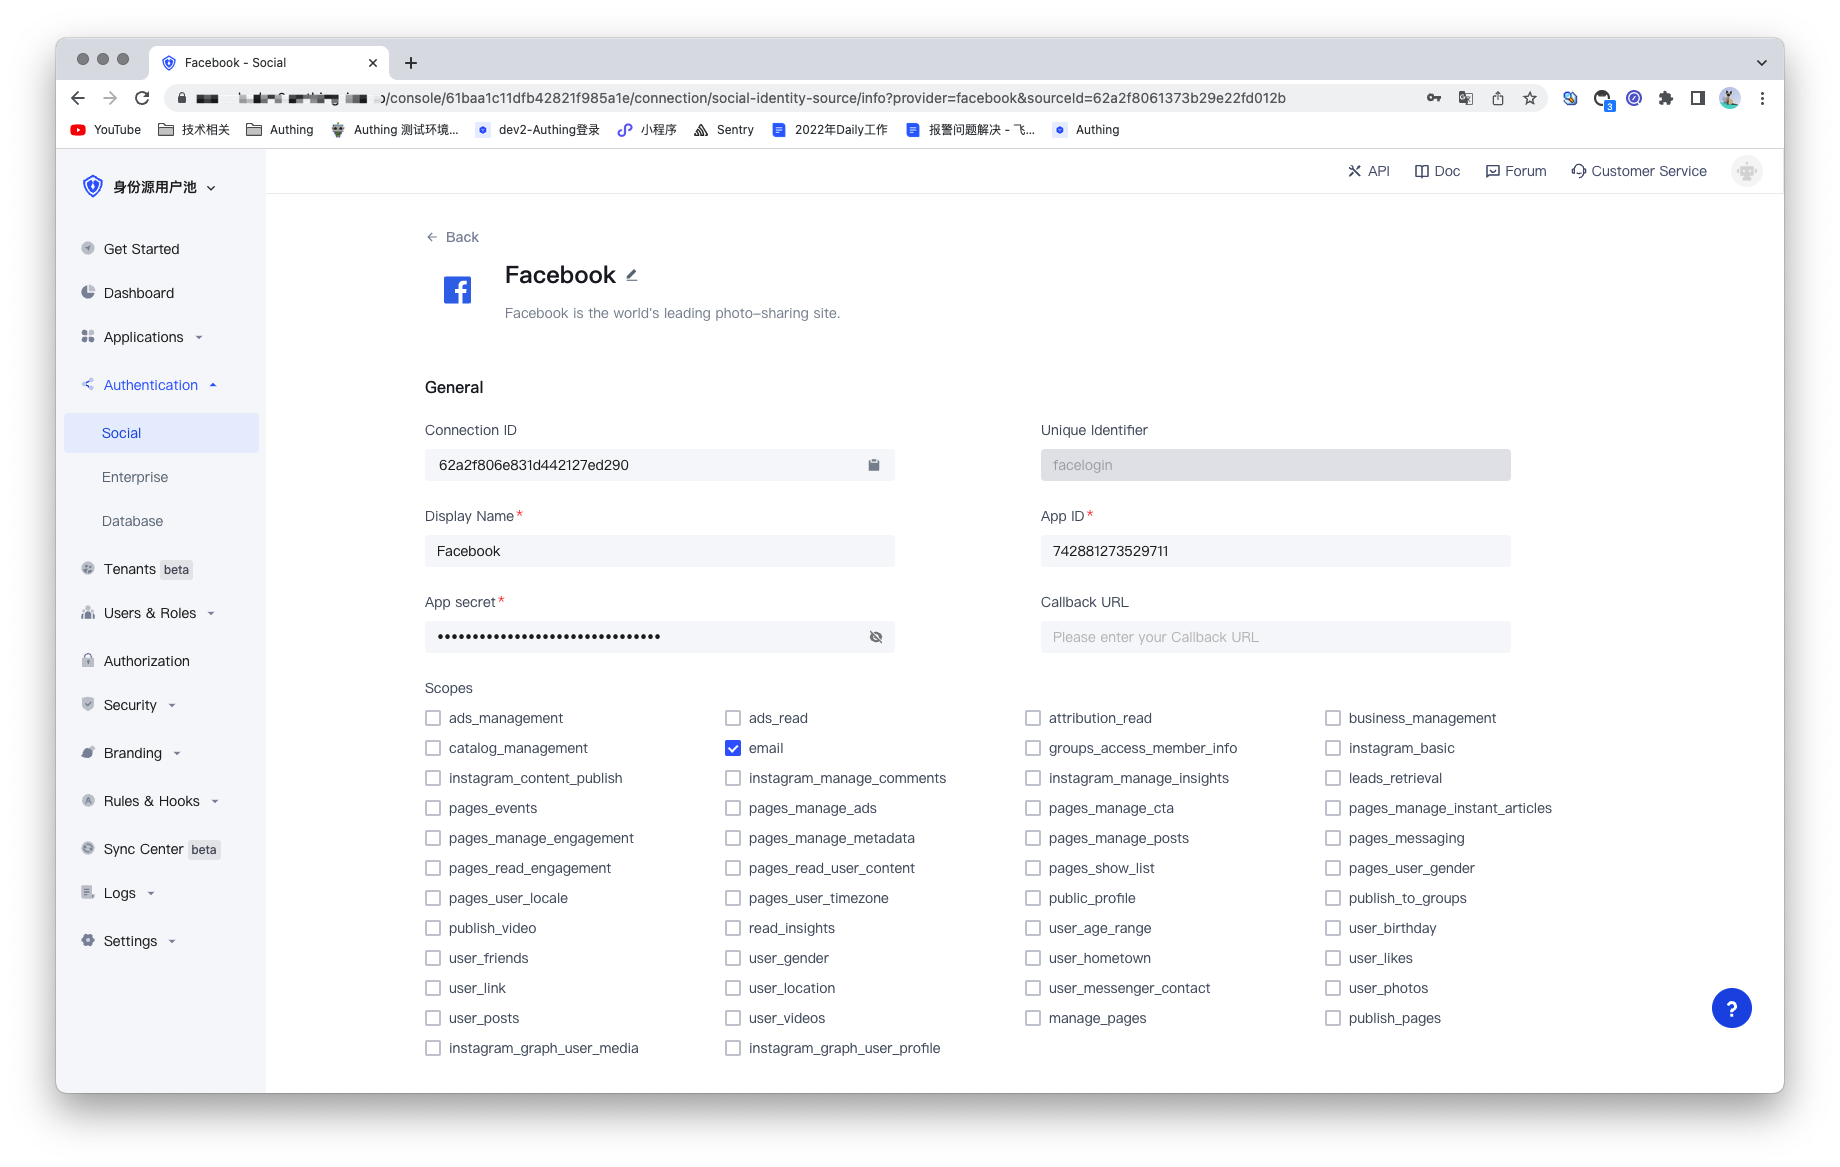 Facebook - Social
/console/61baa1c11dfb42821f985a1e/connection/social-identity-source/info?provider=facebook&sourceId=62a2f8061373b29e22fd012b
3
YouTube 技术相关 Authing Authing 测试环境... dev2-Authing登录 小程序 Sentry 2022年Daily工作 报警问题解决 - 飞... Authing
身份源用户池
API Doc Forum Customer Service
Get Started
Dashboard
Applications
Authentication
Social
Enterprise
Database
Tenants beta
Users & Roles
Authorization
Security
Branding
Rules & Hooks
Sync Center beta
Logs
Settings
Back
Facebook
Facebook is the world's leading photo-sharing site.
General
Connection ID Unique Identifier
62a2f806e831d442127ed290 facelogin
Display Name* App ID*
Facebook 742881273529711
App secret* Callback URL
•••••••••••••••••••••••••••••••• Please enter your Callback URL
Scopes
ads_management ads_read attribution_read business_management
catalog_management email groups_access_member_info instagram_basic
instagram_content_publish instagram_manage_comments instagram_manage_insights leads_retrieval
pages_events pages_manage_ads pages_manage_cta pages_manage_instant_articles
pages_manage_engagement pages_manage_metadata pages_manage_posts pages_messaging
pages_read_engagement pages_read_user_content pages_show_list pages_user_gender
pages_user_locale pages_user_timezone public_profile publish_to_groups
publish_video read_insights user_age_range user_birthday
user_friends user_gender user_hometown user_likes
user_link user_location user_messenger_contact user_photos
user_posts user_videos manage_pages publish_pages
instagram_graph_user_media instagram_graph_user_profile
?